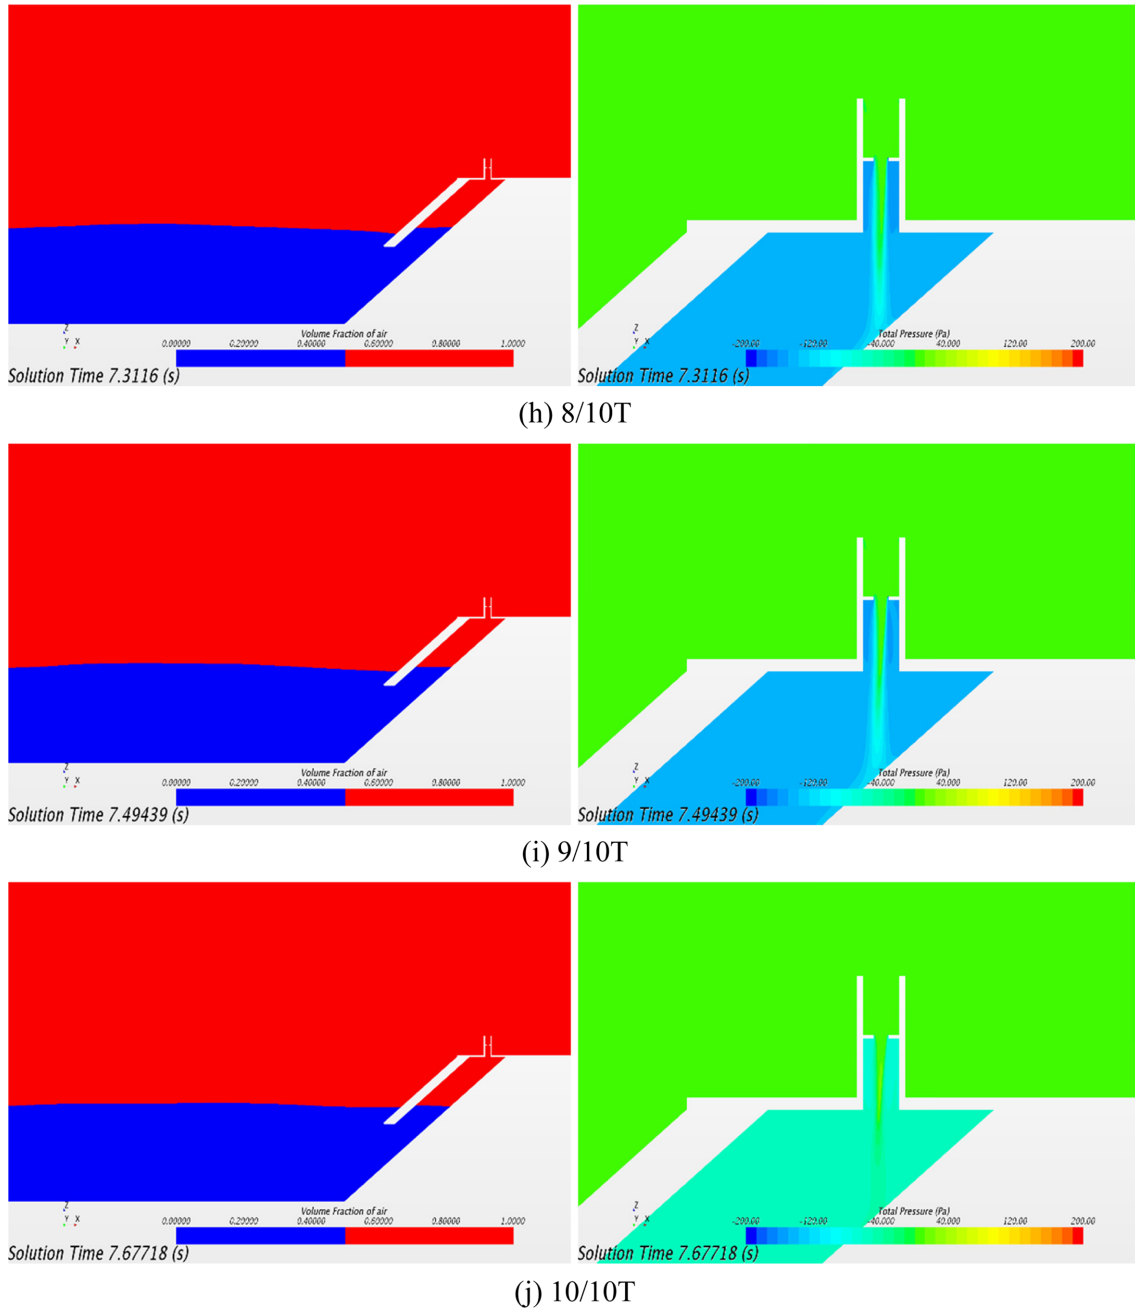 Z
Y X
Volume Fraction of air
0.00000 0.20000 0.40000 0.60000 0.80000 1.0000
Solution Time 7.3116 (s)
Z
Y X
Total Pressure (Pa)
-200.00 -120.00 -40.000 40.000 120.00 200.00
Solution Time 7.3116 (s)
(h) 8/10T
Z
Y X
Volume Fraction of air
0.00000 0.20000 0.40000 0.60000 0.80000 1.0000
Solution Time 7.49439 (s)
Z
Y X
Total Pressure (Pa)
-200.00 -120.00 -40.000 40.000 120.00 200.00
Solution Time 7.49439 (s)
(i) 9/10T
Z
Y X
Volume Fraction of air
0.00000 0.20000 0.40000 0.60000 0.80000 1.0000
Solution Time 7.67718 (s)
Z
Y X
Total Pressure (Pa)
-200.00 -120.00 -40.000 40.000 120.00 200.00
Solution Time 7.67718 (s)
(j) 10/10T